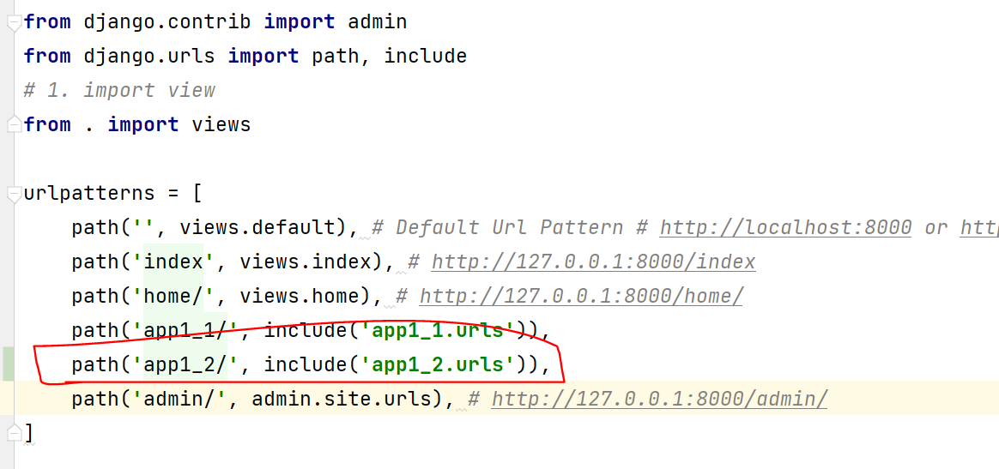 from django.contrib import admin
from django.urls import path, include
# 1. import view
from . import views
urlpatterns = [
path('', views.default), # Default Url Pattern # http://localhost:8000 or htt
path('index', views.index), # http://127.0.0.1:8000/index
path('home/', views.home), # http://127.0.0.1:8000/home/
path('app1_1/', include('app1_1.urls')),
path('app1_2/', include('app1_2.urls')),
path('admin/', admin.site.urls), # http://127.0.0.1:8000/admin/
]